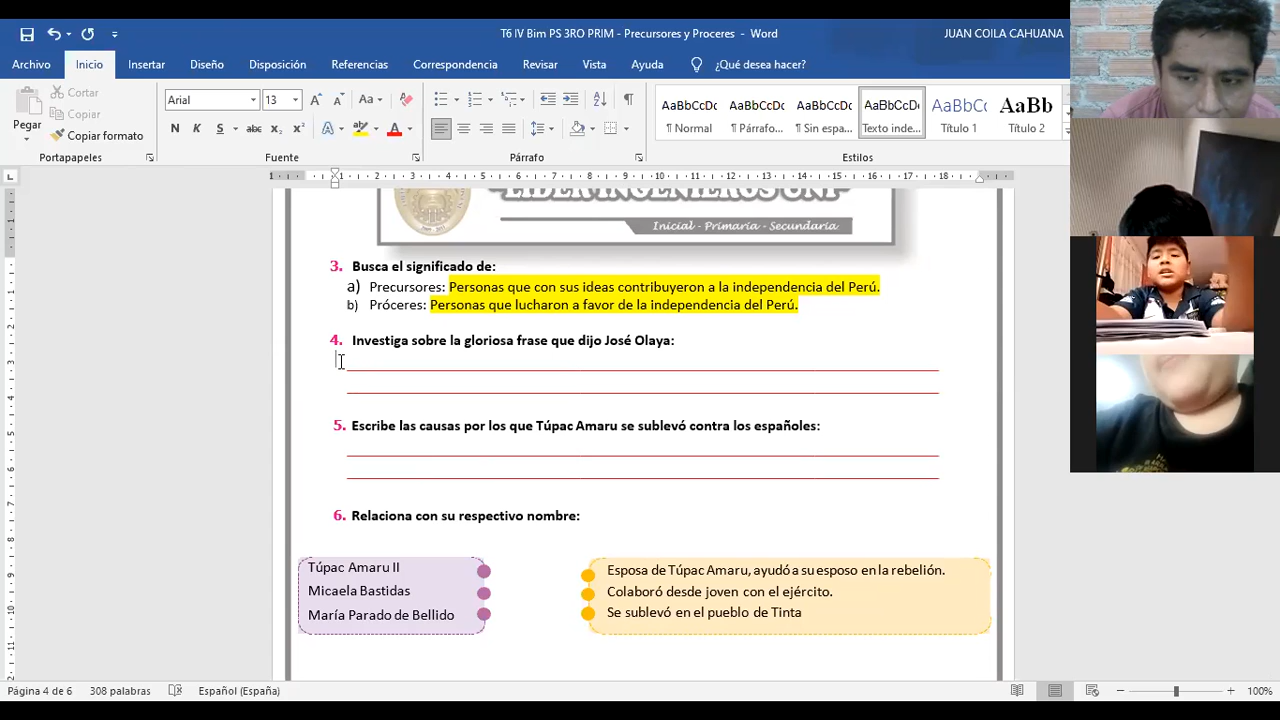 T6 IV Bim PS 3RO PRIM - Precursores y Proceres - Word
JUAN COILA CAHUANA
Archivo Inicio Insertar Diseño Disposición Referencias Correspondencia Revisar Vista Ayuda ¿Qué desea hacer?
Pegar
Cortar
Copiar
Copiar formato
Portapapeles
Arial 13
N K S abc x₂ x²
Fuente
Párrafo
AaBbCcDc AaBbCcDc AaBbCcDc AaBbCcDc AaBbCcC AaBb
¶ Normal ¶ Párrafo... ¶ Sin espa... Texto inde... Título 1 Título 2
Estilos
LIDER INGENIEROS UNI
Inicial - Primaria - Secundaria
3. Busca el significado de:
a) Precursores: Personas que con sus ideas contribuyeron a la independencia del Perú.
b) Próceres: Personas que lucharon a favor de la independencia del Perú.
4. Investiga sobre la gloriosa frase que dijo José Olaya:
5. Escribe las causas por los que Túpac Amaru se sublevó contra los españoles:
6. Relaciona con su respectivo nombre:
Túpac Amaru II
Micaela Bastidas
María Parado de Bellido
Esposa de Túpac Amaru, ayudó a su esposo en la rebelión.
Colaboró desde joven con el ejército.
Se sublevó en el pueblo de Tinta
Página 4 de 6 308 palabras Español (España) 100%